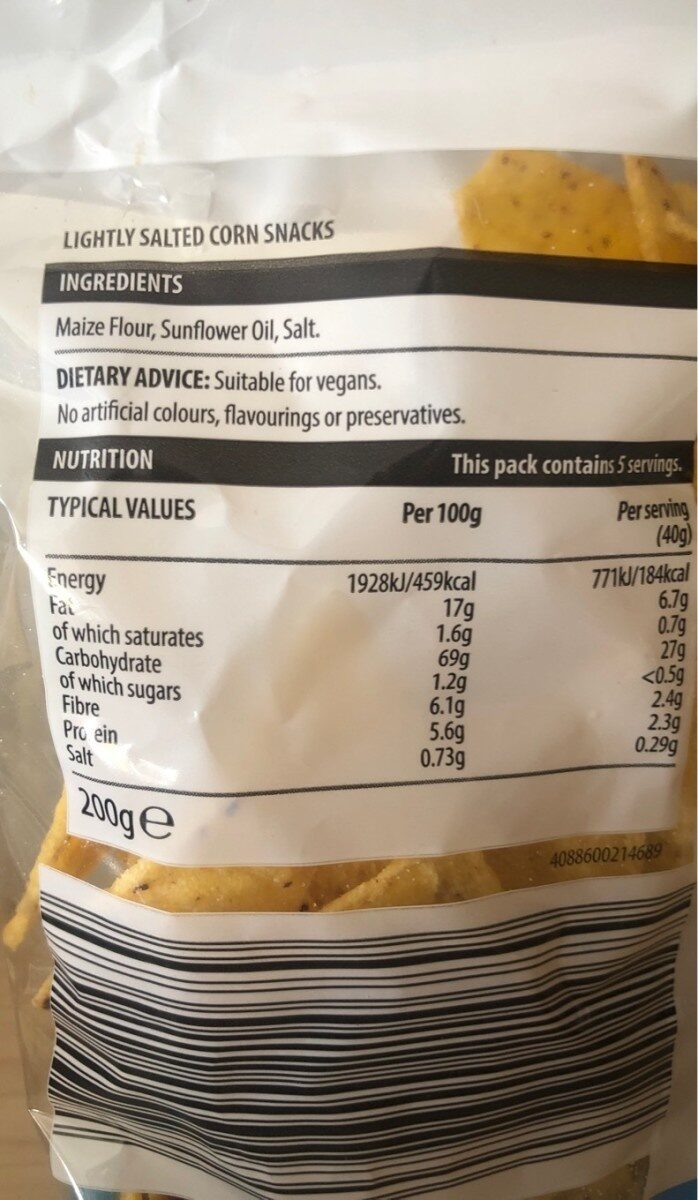 LIGHTLY SALTED CORN SNACKS
INGREDIENTS
Maize Flour, Sunflower Oil, Salt.
DIETARY ADVICE: Suitable for vegans.
No artificial colours, flavourings or preservatives.
NUTRITION This pack contains 5 servings.
TYPICAL VALUES Per 100g Per serving (40g)
Energy 1928kJ/459kcal 771kJ/184kcal
Fat 17g 6.7g
of which saturates 1.6g 0.7g
Carbohydrate 69g 27g
of which sugars 1.2g <0.5g
Fibre 6.1g 2.4g
Protein 5.6g 2.3g
Salt 0.73g 0.29g
200g℮
4088600214689